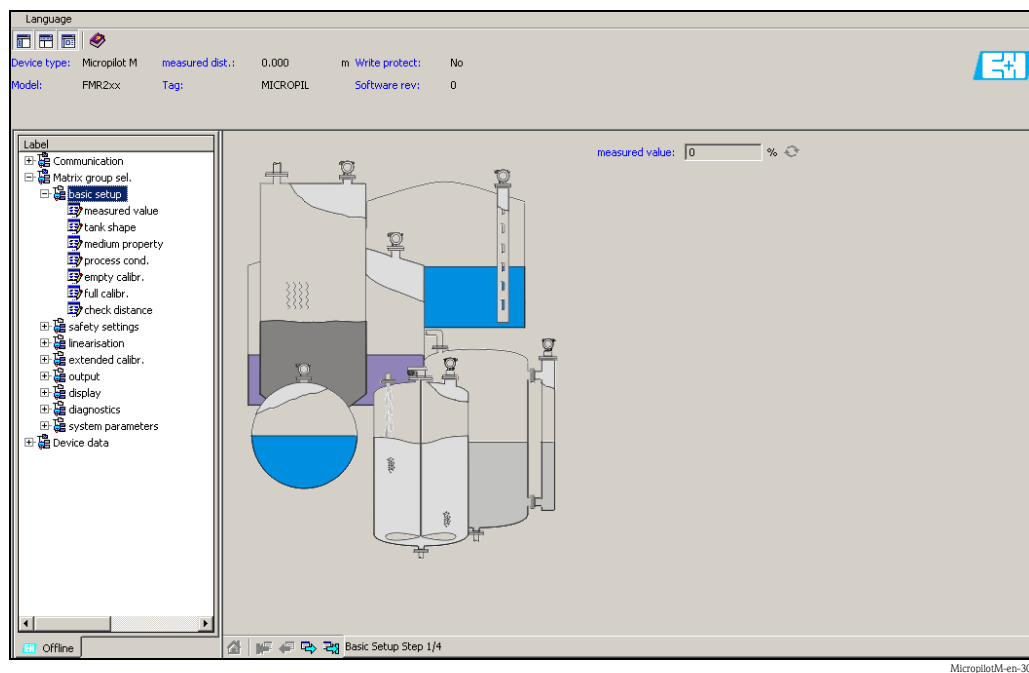 Language
Device type: Micropilot M measured dist.: 0.000 m Write protect: No
Model: FMR2xx Tag: MICROPIL Software rev: 0
E+H
Label
Communication
Matrix group sel.
basic setup
measured value
tank shape
medium property
process cond.
empty calibr.
full calibr.
check distance
safety settings
linearisation
extended calibr.
output
display
diagnostics
system parameters
Device data
measured value: 0 %
Offline
Basic Setup Step 1/4
MicropilotM-en-30